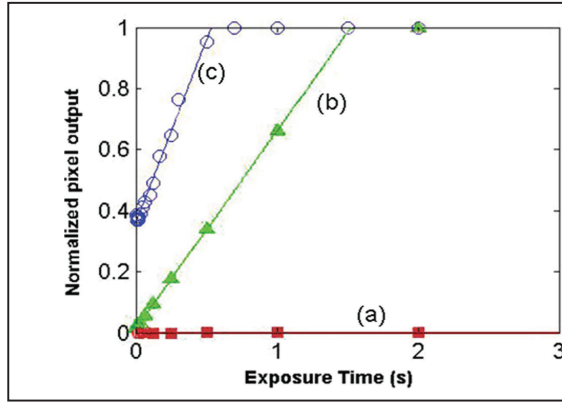 1
0.8
0.6
0.4
0.2
0
Normalized pixel output
(c)
(b)
(a)
0 1 2 3
Exposure Time (s)